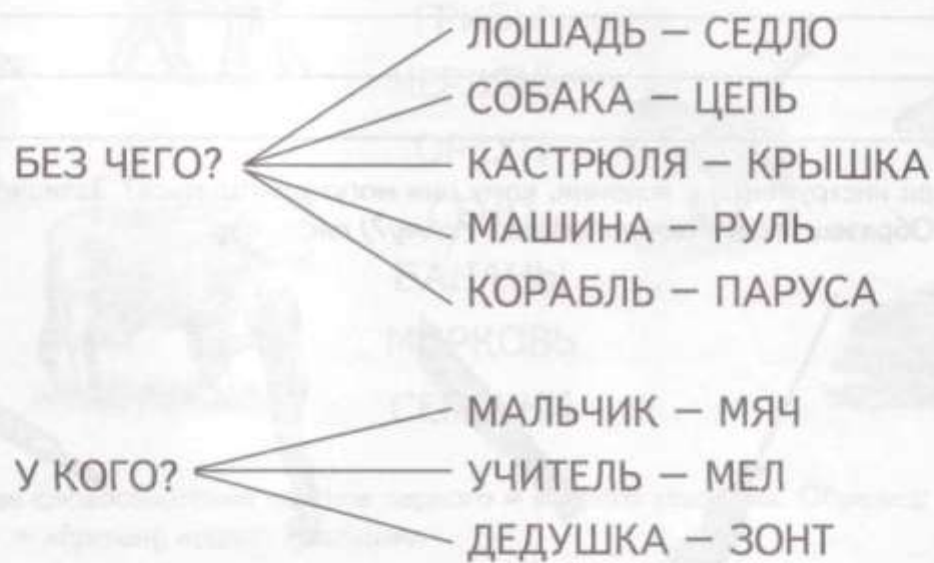 ЛОШАДЬ — СЕДЛО
СОБАКА — ЦЕПЬ
БЕЗ ЧЕГО? КАСТРЮЛЯ — КРЫШКА
МАШИНА — РУЛЬ
КОРАБЛЬ — ПАРУСА
МАЛЬЧИК — МЯЧ
У КОГО? УЧИТЕЛЬ — МЕЛ
ДЕДУШКА — ЗОНТ